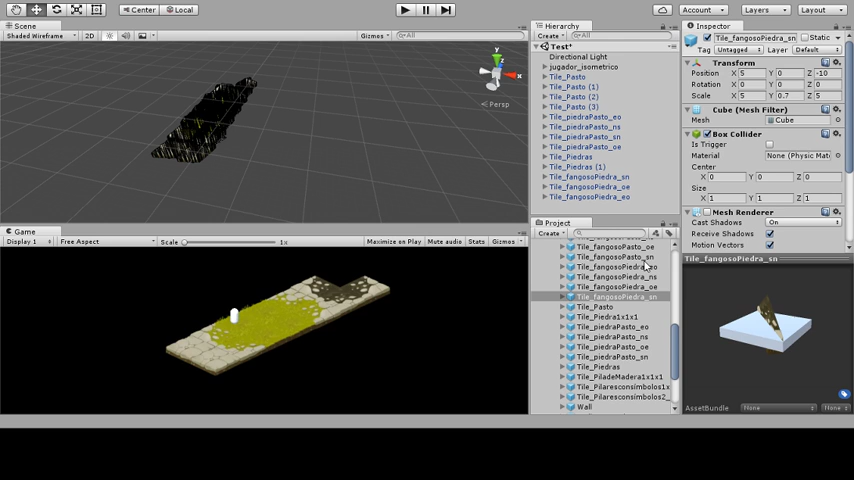 Center Local Account Layers Layout
Scene
Shaded Wireframe 2D Gizmos All
Persp
y
x
Game
Display 1 Free Aspect Scale 1x Maximize on Play Mute audio Stats Gizmos
Hierarchy
Create All
Test*
Directional Light
jugador_isometrico
Tile_Pasto
Tile_Pasto (1)
Tile_Pasto (2)
Tile_Pasto (3)
Tile_piedraPasto_eo
Tile_piedraPasto_ns
Tile_piedraPasto_sn
Tile_piedraPasto_oe
Tile_Piedras
Tile_Piedras (1)
Tile_fangosoPiedra_sn
Tile_fangosoPiedra_oe
Tile_fangosoPiedra_eo
Project
Create
Tile_fangosoPasto_oe
Tile_fangosoPasto_sn
Tile_fangosoPiedra_eo
Tile_fangosoPiedra_ns
Tile_fangosoPiedra_oe
Tile_fangosoPiedra_sn
Tile_Pasto
Tile_Piedra1x1x1
Tile_piedraPasto_eo
Tile_piedraPasto_ns
Tile_piedraPasto_oe
Tile_piedraPasto_sn
Tile_Piedras
Tile_PiladeMadera1x1x1
Tile_Pilaresconsímbolos1x
Tile_Pilaresconsímbolos2_
Wall
Inspector
Tile_fangosoPiedra_sn Static
Tag Untagged Layer Default
Transform
Position X 5 Y 0 Z -10
Rotation X 0 Y 0 Z 0
Scale X 5 Y 0.7 Z 5
Cube (Mesh Filter)
Mesh Cube
Box Collider
Is Trigger
Material None (Physic Mat
Center
X 0 Y 0 Z 0
Size
X 1 Y 1 Z 1
Mesh Renderer
Cast Shadows On
Receive Shadows
Motion Vectors
Tile_fangosoPiedra_sn
AssetBundle None None